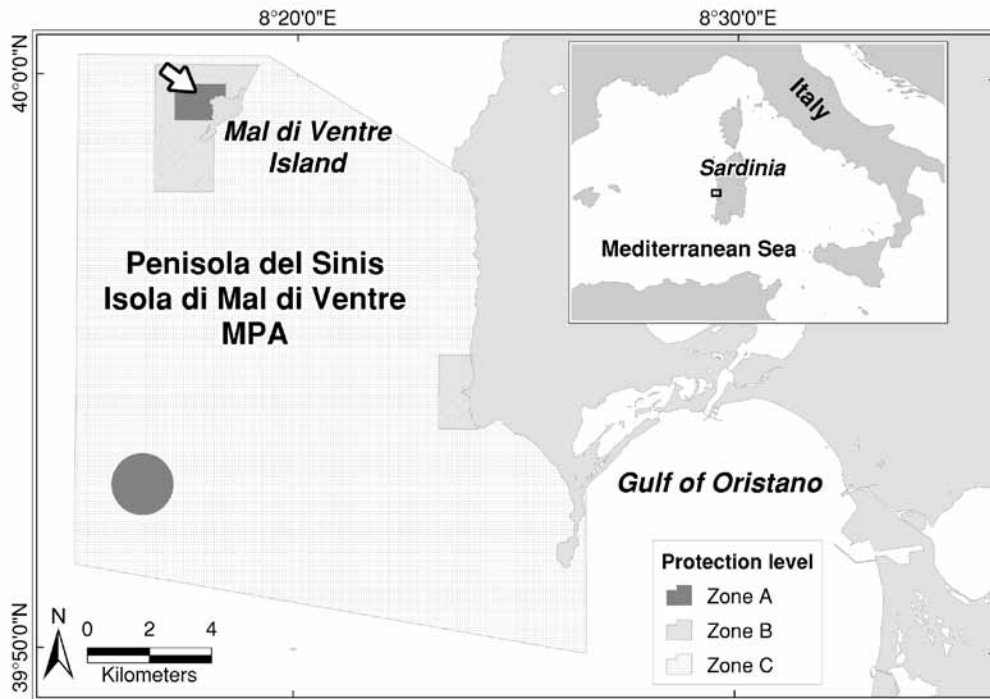 8°20'0"E
8°30'0"E
40°0'0"N
Mal di Ventre
Island
Italy
Sardinia
Mediterranean Sea
Penisola del Sinis
Isola di Mal di Ventre
MPA
Gulf of Oristano
Protection level
Zone A
Zone B
Zone C
39°50'0"N
N
0 2 4
Kilometers